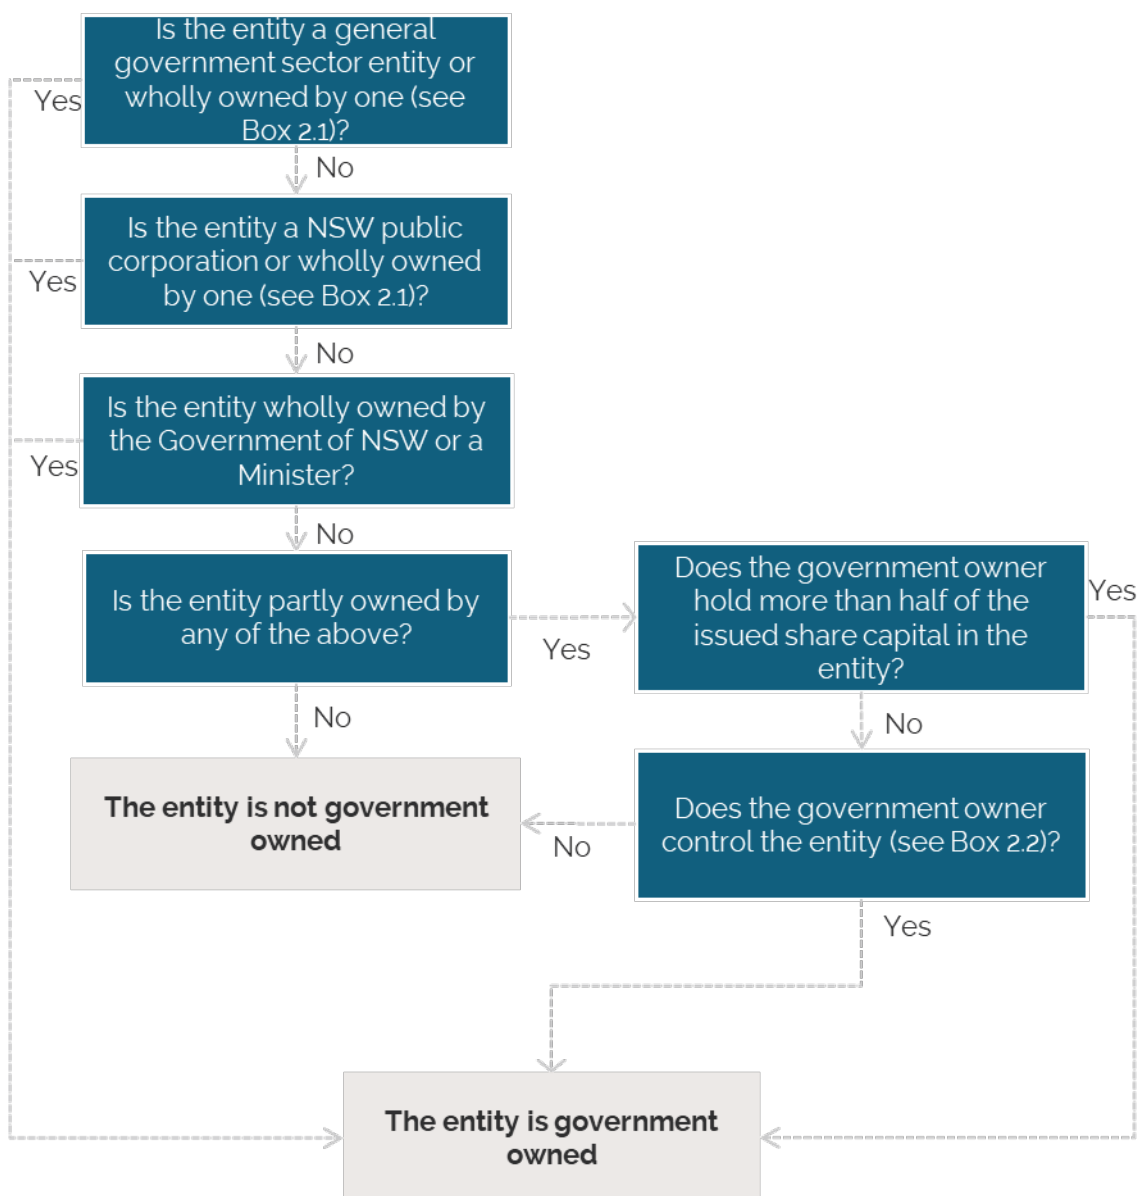 Is the entity a general
government sector entity or
wholly owned by one (see
Box 2.1)?
Yes
No
Is the entity a NSW public
corporation or wholly owned
by one (see Box 2.1)?
Yes
No
Is the entity wholly owned by
the Government of NSW or a
Minister?
Yes
No
Is the entity partly owned by
any of the above?
Yes
Does the government owner
hold more than half of the
issued share capital in the
entity?
Yes
No
No
The entity is not government
owned
Does the government owner
control the entity (see Box 2.2)?
No
Yes
The entity is government
owned